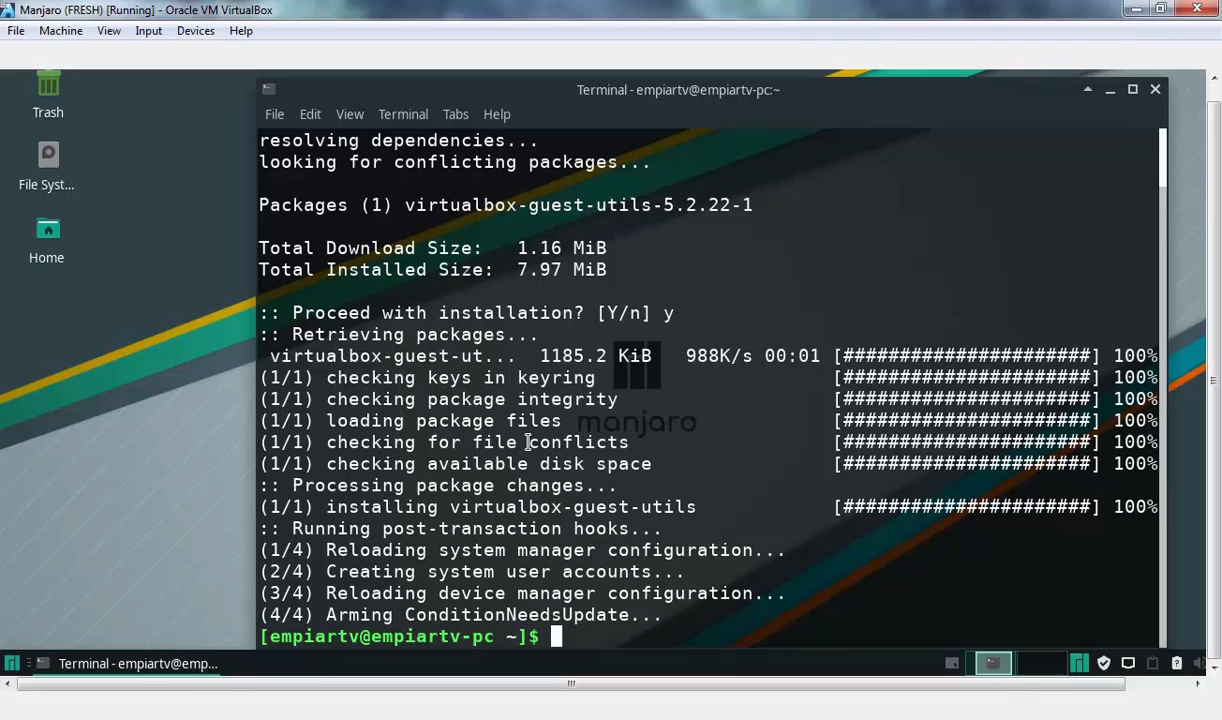 Manjaro (FRESH) [Running] - Oracle VM VirtualBox
File Machine View Input Devices Help
Trash
File Syst...
Home
Terminal - empiartv@empiartv-pc:~
File Edit View Terminal Tabs Help
resolving dependencies...
looking for conflicting packages...
Packages (1) virtualbox-guest-utils-5.2.22-1
Total Download Size: 1.16 MiB
Total Installed Size: 7.97 MiB
:: Proceed with installation? [Y/n] y
:: Retrieving packages...
virtualbox-guest-ut... 1185.2 KiB 988K/s 00:01 [######################] 100%
(1/1) checking keys in keyring [######################] 100%
(1/1) checking package integrity [######################] 100%
(1/1) loading package files [######################] 100%
(1/1) checking for file conflicts [######################] 100%
(1/1) checking available disk space [######################] 100%
:: Processing package changes...
(1/1) installing virtualbox-guest-utils [######################] 100%
:: Running post-transaction hooks...
(1/4) Reloading system manager configuration...
(2/4) Creating system user accounts...
(3/4) Reloading device manager configuration...
(4/4) Arming ConditionNeedsUpdate...
[empiartv@empiartv-pc ~]$
manjaro
Terminal - empiartv@emp...